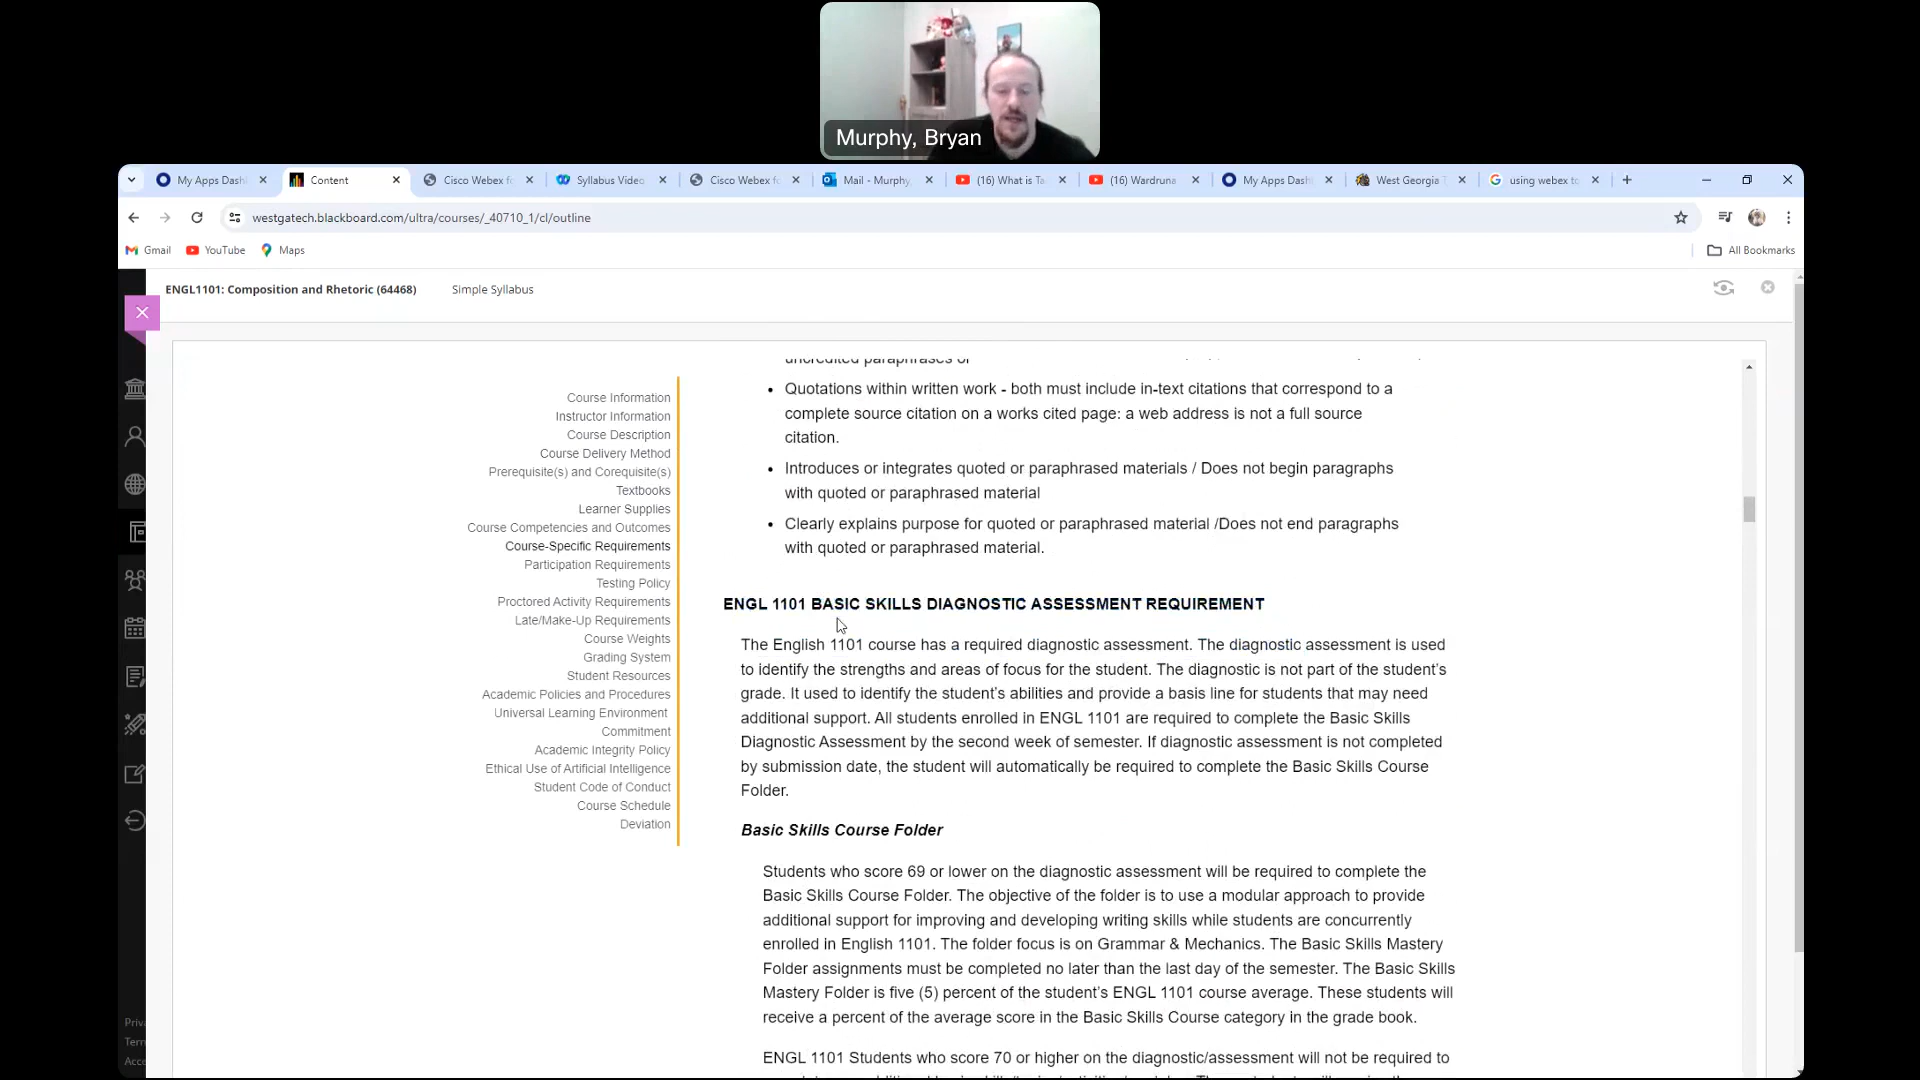 Murphy, Bryan
My Apps Dash
Content
Cisco Webex fo
Syllabus Video
Cisco Webex fo
Mail - Murphy,
(16) What is Ta
(16) Wardruna
My Apps Dash
West Georgia T
using webex to
westgatech.blackboard.com/ultra/courses/_40710_1/cl/outline
Gmail
YouTube
Maps
All Bookmarks
ENGL1101: Composition and Rhetoric (64468)
Simple Syllabus
Course Information
Instructor Information
Course Description
Course Delivery Method
Prerequisite(s) and Corequisite(s)
Textbooks
Learner Supplies
Course Competencies and Outcomes
Course-Specific Requirements
Participation Requirements
Testing Policy
Proctored Activity Requirements
Late/Make-Up Requirements
Course Weights
Grading System
Student Resources
Academic Policies and Procedures
Universal Learning Environment
Commitment
Academic Integrity Policy
Ethical Use of Artificial Intelligence
Student Code of Conduct
Course Schedule
Deviation
uncredited paraphrases or
• Quotations within written work - both must include in-text citations that correspond to a
complete source citation on a works cited page: a web address is not a full source
citation.
• Introduces or integrates quoted or paraphrased materials / Does not begin paragraphs
with quoted or paraphrased material
• Clearly explains purpose for quoted or paraphrased material /Does not end paragraphs
with quoted or paraphrased material.
ENGL 1101 BASIC SKILLS DIAGNOSTIC ASSESSMENT REQUIREMENT
The English 1101 course has a required diagnostic assessment. The diagnostic assessment is used
to identify the strengths and areas of focus for the student. The diagnostic is not part of the student's
grade. It used to identify the student's abilities and provide a basis line for students that may need
additional support. All students enrolled in ENGL 1101 are required to complete the Basic Skills
Diagnostic Assessment by the second week of semester. If diagnostic assessment is not completed
by submission date, the student will automatically be required to complete the Basic Skills Course
Folder.
Basic Skills Course Folder
Students who score 69 or lower on the diagnostic assessment will be required to complete the
Basic Skills Course Folder. The objective of the folder is to use a modular approach to provide
additional support for improving and developing writing skills while students are concurrently
enrolled in English 1101. The folder focus is on Grammar & Mechanics. The Basic Skills Mastery
Folder assignments must be completed no later than the last day of the semester. The Basic Skills
Mastery Folder is five (5) percent of the student's ENGL 1101 course average. These students will
receive a percent of the average score in the Basic Skills Course category in the grade book.
ENGL 1101 Students who score 70 or higher on the diagnostic/assessment will not be required to
Priva
Term
Acce